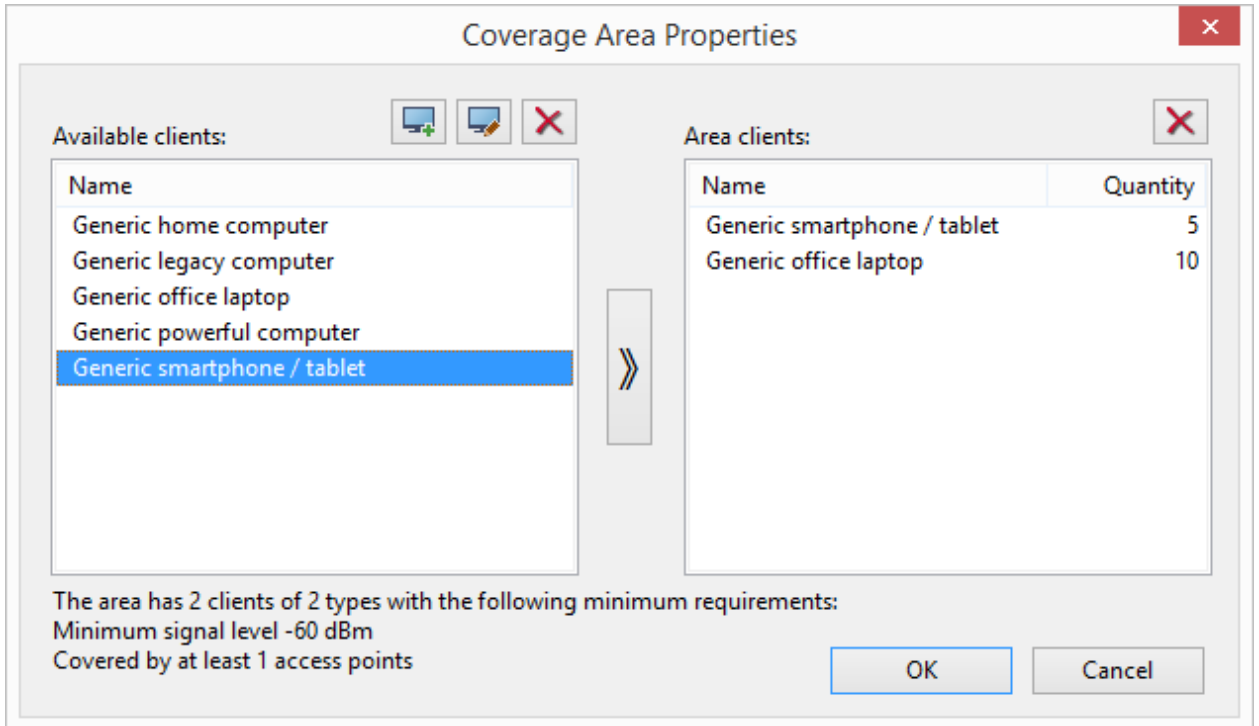 Coverage Area Properties
Available clients:
Name
Generic home computer
Generic legacy computer
Generic office laptop
Generic powerful computer
Generic smartphone / tablet
Area clients:
Name Quantity
Generic smartphone / tablet 5
Generic office laptop 10
The area has 2 clients of 2 types with the following minimum requirements:
Minimum signal level -60 dBm
Covered by at least 1 access points
OK Cancel